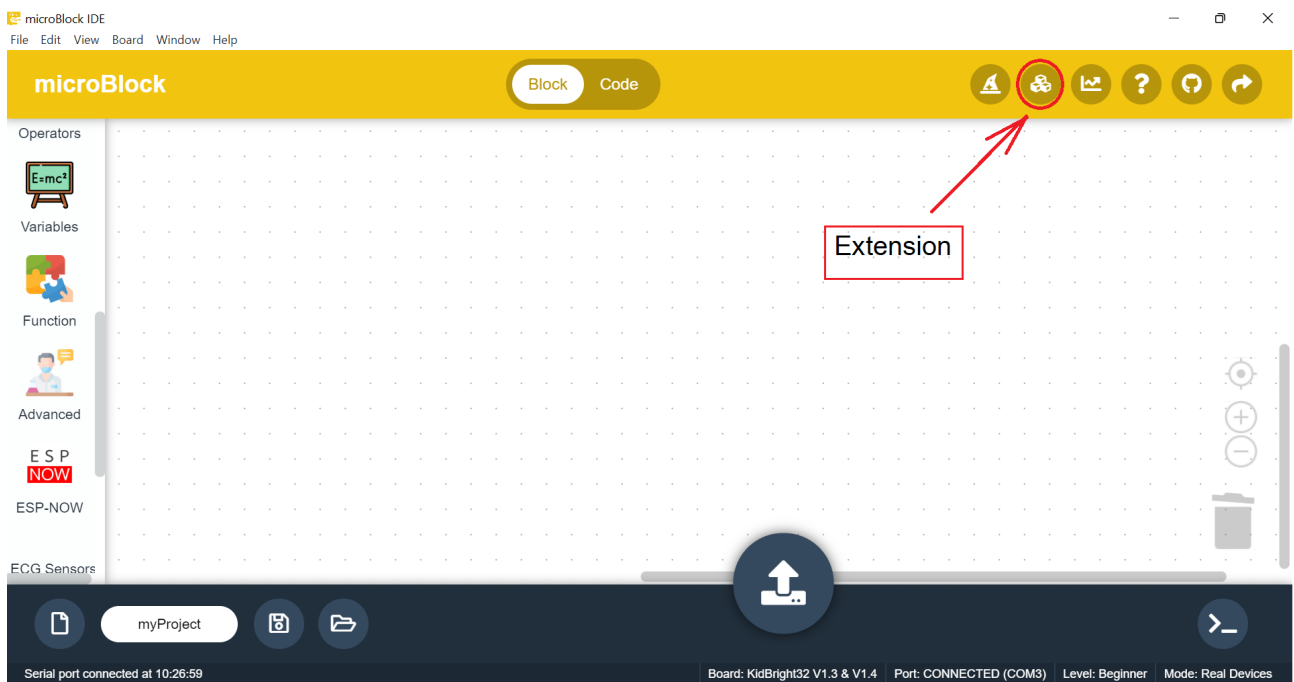 microBlock IDE
File Edit View Board Window Help
microBlock
Block Code
Operators
E=mc²
Variables
Extension
Function
Advanced
ESP
NOW
ESP-NOW
ECG Sensors
myProject
Serial port connected at 10:26:59
Board: KidBright32 V1.3 & V1.4 Port: CONNECTED (COM3) Level: Beginner Mode: Real Devices